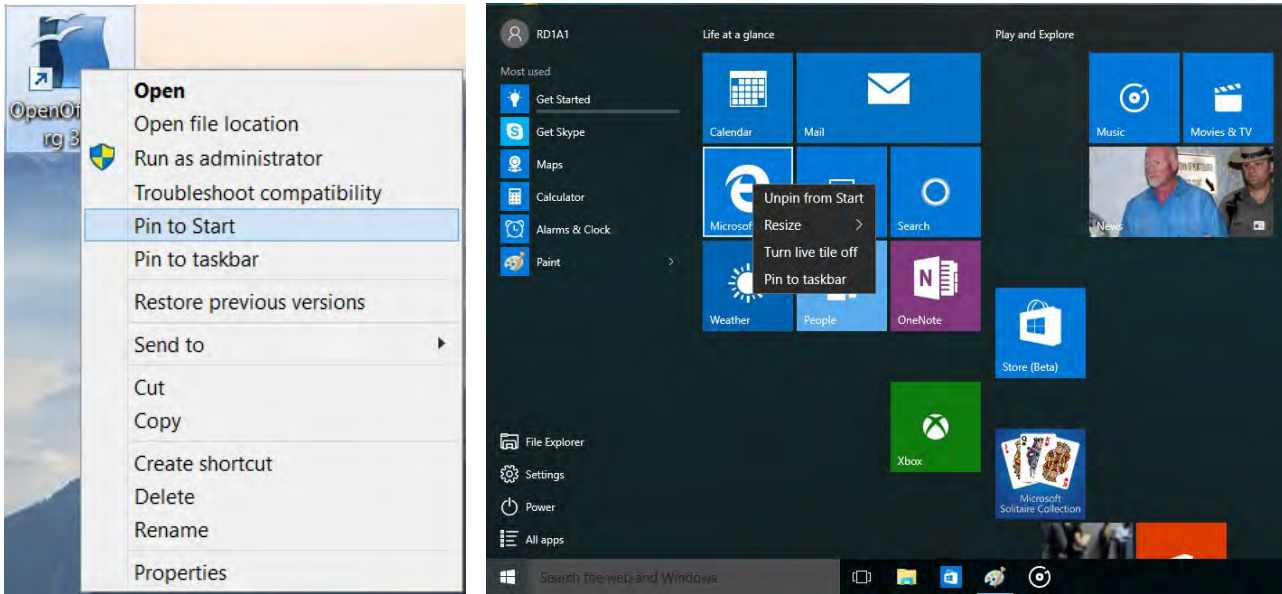 OpenOf
rg 3
Open
Open file location
Run as administrator
Troubleshoot compatibility
Pin to Start
Pin to taskbar
Restore previous versions
Send to
Cut
Copy
Create shortcut
Delete
Rename
Properties
RD1A1
Most used
Get Started
Get Skype
Maps
Calculator
Alarms & Clock
Paint
File Explorer
Settings
Power
All apps
Search the web and Windows
Life at a glance
Calendar
Mail
Microsof
Search
Unpin from Start
Resize
Turn live tile off
Pin to taskbar
Weather
People
OneNote
Xbox
Play and Explore
Music
Movies & TV
News
Store (Beta)
Microsoft
Solitaire Collection